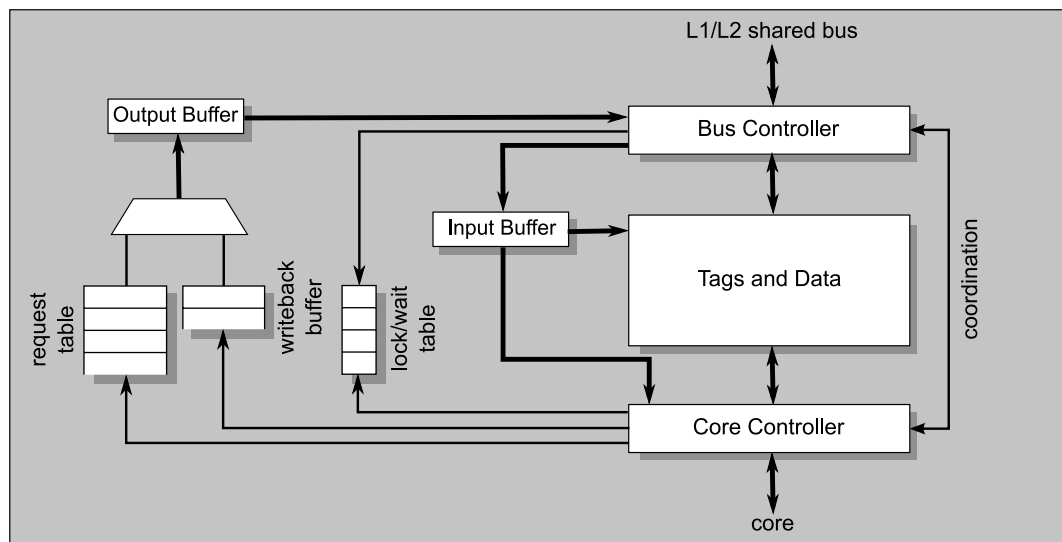 L1/L2 shared bus
Output Buffer
Bus Controller
Input Buffer
Tags and Data
coordination
request
table
writeback
buffer
lock/wait
table
Core Controller
core